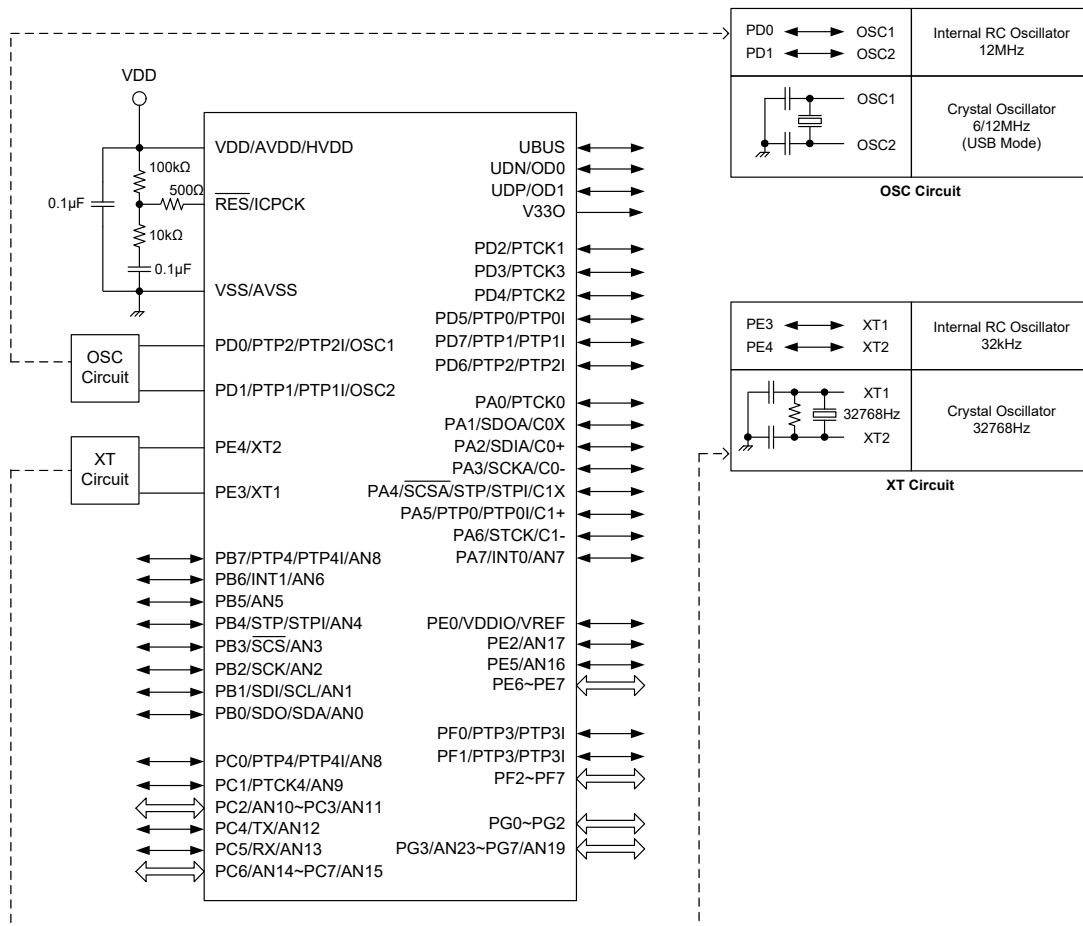 VDD
VDD/AVDD/HVDD
100kΩ
500Ω
RES/ICPCK
0.1µF
10kΩ
0.1µF
VSS/AVSS
OSC
Circuit
PD0/PTP2/PTP2I/OSC1
PD1/PTP1/PTP1I/OSC2
XT
Circuit
PE4/XT2
PE3/XT1
PB7/PTP4/PTP4I/AN8
PB6/INT1/AN6
PB5/AN5
PB4/STP/STPI/AN4
PB3/SCS/AN3
PB2/SCK/AN2
PB1/SDI/SCL/AN1
PB0/SDO/SDA/AN0
PC0/PTP4/PTP4I/AN8
PC1/PTCK4/AN9
PC2/AN10~PC3/AN11
PC4/TX/AN12
PC5/RX/AN13
PC6/AN14~PC7/AN15
UBUS
UDN/OD0
UDP/OD1
V33O
PD2/PTCK1
PD3/PTCK3
PD4/PTCK2
PD5/PTP0/PTP0I
PD7/PTP1/PTP1I
PD6/PTP2/PTP2I
PA0/PTCK0
PA1/SDOA/C0X
PA2/SDIA/C0+
PA3/SCKA/C0-
PA4/SCSA/STP/STPI/C1X
PA5/PTP0/PTP0I/C1+
PA6/STCK/C1-
PA7/INT0/AN7
PE0/VDDIO/VREF
PE2/AN17
PE5/AN16
PE6~PE7
PF0/PTP3/PTP3I
PF1/PTP3/PTP3I
PF2~PF7
PG0~PG2
PG3/AN23~PG7/AN19
PD0 OSC1
PD1 OSC2
Internal RC Oscillator
12MHz
OSC1
OSC2
Crystal Oscillator
6/12MHz
(USB Mode)
OSC Circuit
PE3 XT1
PE4 XT2
Internal RC Oscillator
32kHz
XT1
32768Hz
XT2
Crystal Oscillator
32768Hz
XT Circuit